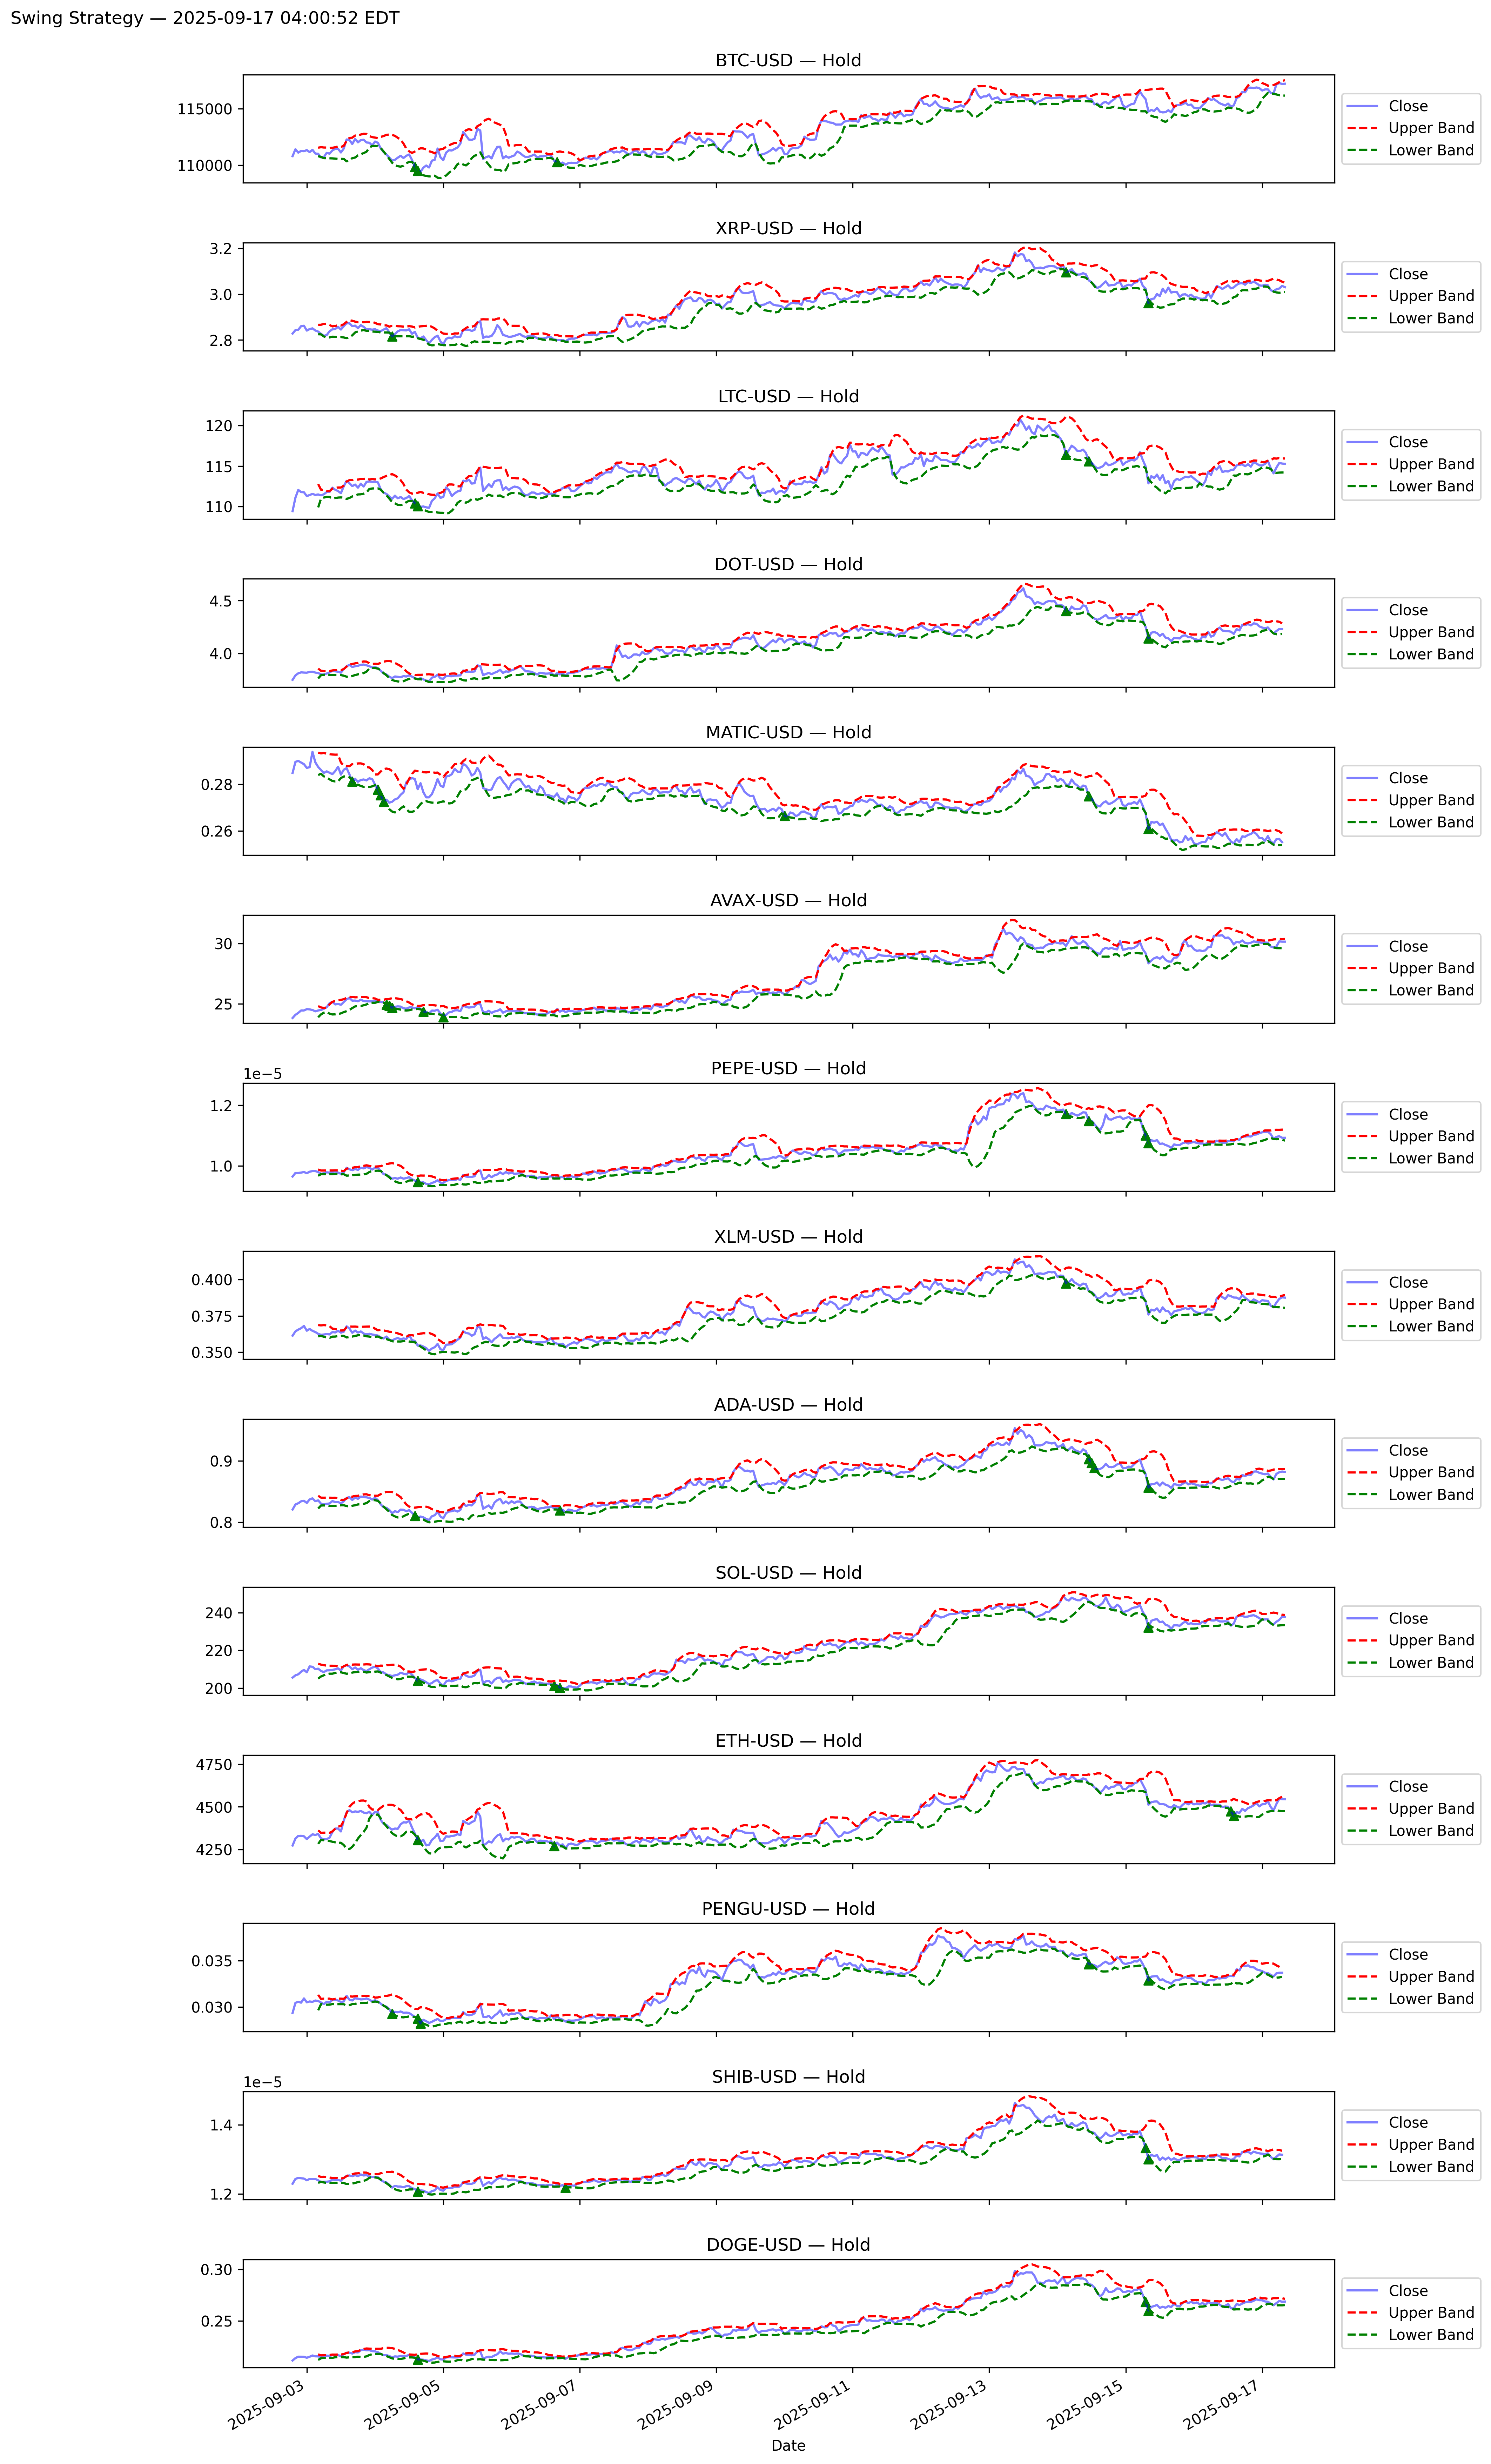 Swing Strategy — 2025-09-17 04:00:52 EDT
BTC-USD — Hold
115000
110000
Close
Upper Band
Lower Band
XRP-USD — Hold
3.2
3.0
2.8
Close
Upper Band
Lower Band
LTC-USD — Hold
120
115
110
Close
Upper Band
Lower Band
DOT-USD — Hold
4.5
4.0
Close
Upper Band
Lower Band
MATIC-USD — Hold
0.28
0.26
Close
Upper Band
Lower Band
AVAX-USD — Hold
30
25
Close
Upper Band
Lower Band
PEPE-USD — Hold
1e−5
1.2
1.0
Close
Upper Band
Lower Band
XLM-USD — Hold
0.400
0.375
0.350
Close
Upper Band
Lower Band
ADA-USD — Hold
0.9
0.8
Close
Upper Band
Lower Band
SOL-USD — Hold
240
220
200
Close
Upper Band
Lower Band
ETH-USD — Hold
4750
4500
4250
Close
Upper Band
Lower Band
PENGU-USD — Hold
0.035
0.030
Close
Upper Band
Lower Band
SHIB-USD — Hold
1e−5
1.4
1.2
Close
Upper Band
Lower Band
DOGE-USD — Hold
0.30
0.25
Close
Upper Band
Lower Band
2025-09-03
2025-09-05
2025-09-07
2025-09-09
2025-09-11
2025-09-13
2025-09-15
2025-09-17
Date